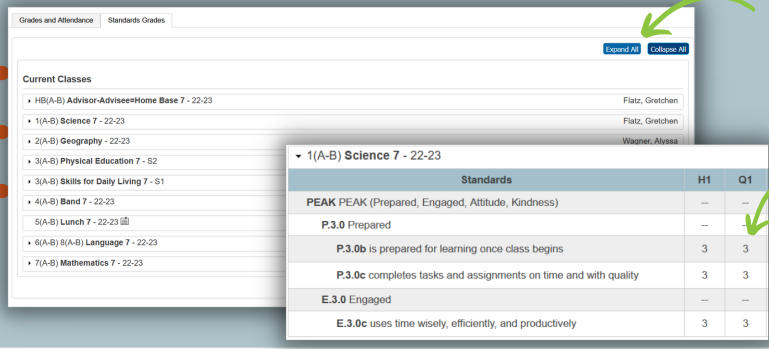 Grades and Attendance Standards Grades
Expand All Collapse All
Current Classes
HB(A-B) Advisor-Advisee=Home Base 7 - 22-23 Flatz, Gretchen
1(A-B) Science 7 - 22-23 Flatz, Gretchen
2(A-B) Geography - 22-23 Wagner, Alyssa
3(A-B) Physical Education 7 - S2
3(A-B) Skills for Daily Living 7 - S1
4(A-B) Band 7 - 22-23
5(A-B) Lunch 7 - 22-23
6(A-B) 8(A-B) Language 7 - 22-23
7(A-B) Mathematics 7 - 22-23
1(A-B) Science 7 - 22-23
Standards H1 Q1
PEAK PEAK (Prepared, Engaged, Attitude, Kindness) -- --
P.3.0 Prepared -- --
P.3.0b is prepared for learning once class begins 3 3
P.3.0c completes tasks and assignments on time and with quality 3 3
E.3.0 Engaged -- --
E.3.0c uses time wisely, efficiently, and productively 3 3